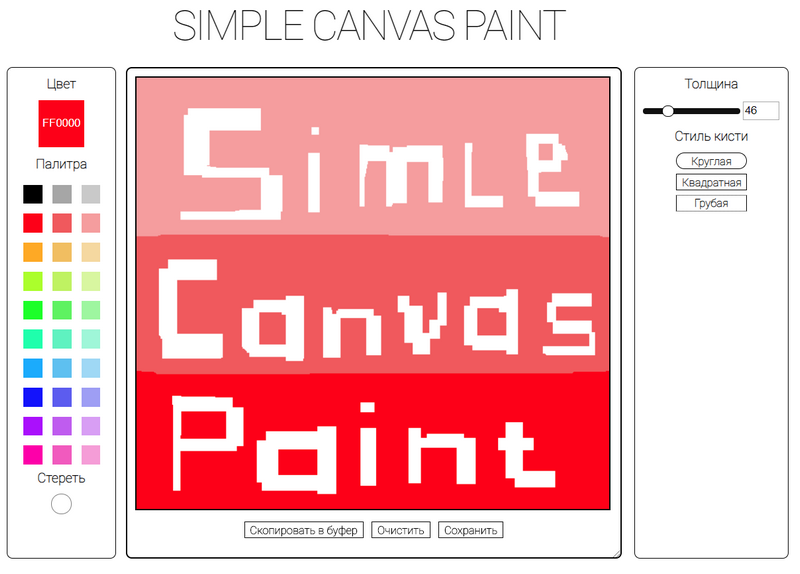 SIMPLE CANVAS PAINT
Цвет
FF0000
Палитра
Стереть
Simle
Canvas
Paint
Скопировать в буфер
Очистить
Сохранить
Толщина
46
Стиль кисти
Круглая
Квадратная
Грубая